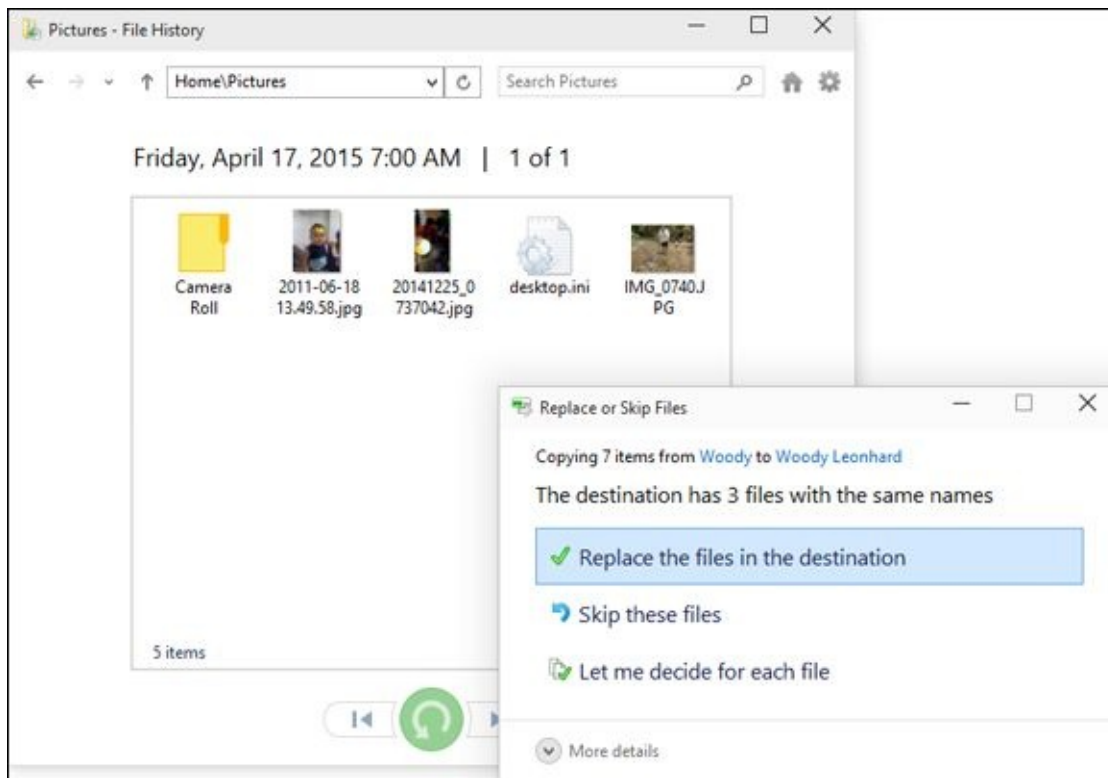 Pictures - File History
Home\Pictures
Search Pictures
Friday, April 17, 2015 7:00 AM | 1 of 1
Camera
Roll
2011-06-18
13.49.58.jpg
20141225_0
737042.jpg
desktop.ini
IMG_0740.J
PG
5 items
Replace or Skip Files
Copying 7 items from Woody to Woody Leonhard
The destination has 3 files with the same names
Replace the files in the destination
Skip these files
Let me decide for each file
More details